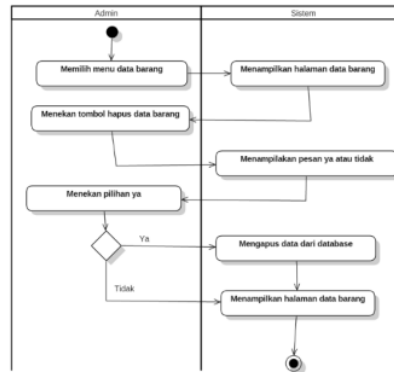 Admin
Sistem
Memilih menu data barang
Menampilkan halaman data barang
Menekan tombol hapus data barang
Menampilakan pesan ya atau tidak
Menekan pilihan ya
Ya
Mengapus data dari database
Tidak
Menampilkan halaman data barang